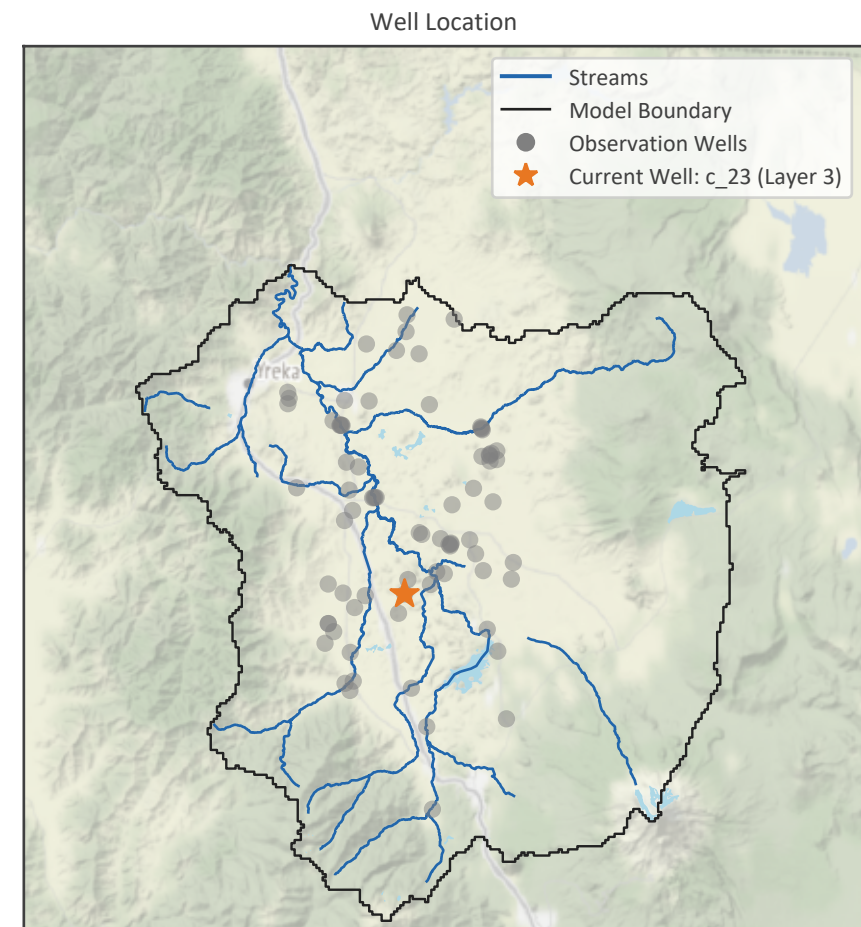 Well Location
Streams
Model Boundary
Observation Wells
Current Well: c_23 (Layer 3)